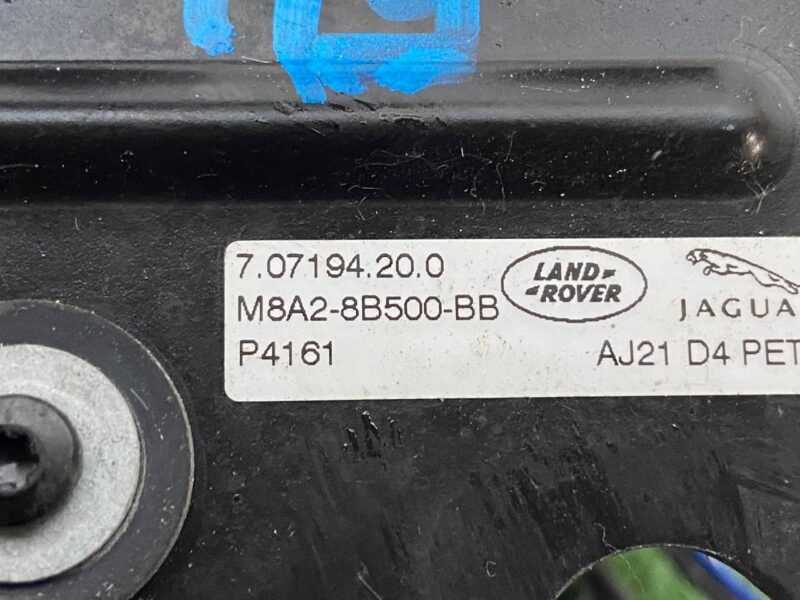 7.07194.20.0
M8A2-8B500-BB
P4161
LAND-
-ROVER
JAGUA
AJ21 D4 PET